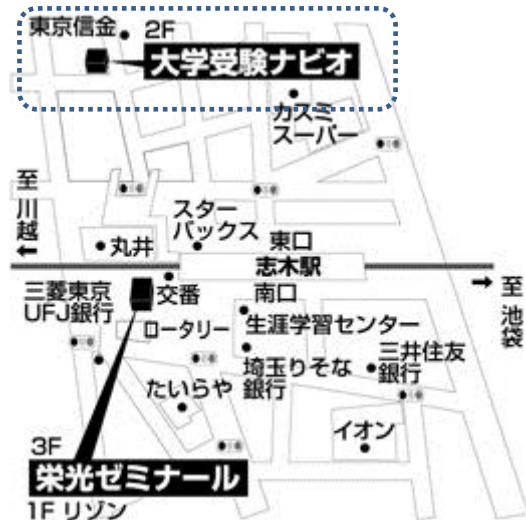 東京信金
2F
大学受験ナビオ
カスミ
スーパー
至川越
←
スター
バックス
丸井
東口
志木駅
→
至池袋
三菱東京
UFJ銀行
交番
南口
ロータリー
生涯学習センター
埼玉りそな
銀行
三井住友
銀行
たいらや
イオン
3F
栄光ゼミナール
1F リゾン